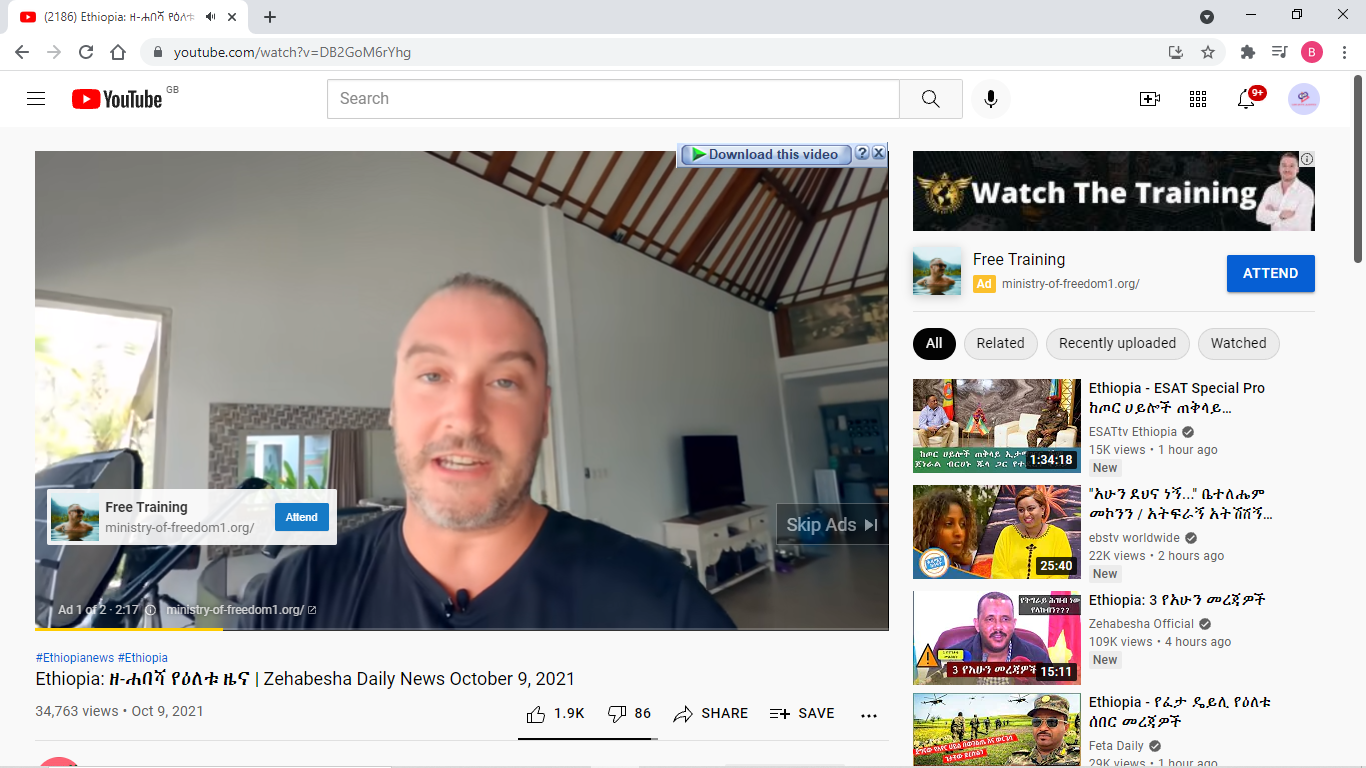 (2186) Ethiopia: ዘ-ሐበሻ የዕለቱ
youtube.com/watch?v=DB2GoM6rYhg
B
YouTube GB
Search
9+
Download this video ? X
Free Training
ministry-of-freedom1.org/
Attend
Skip Ads
Ad 1 of 2 · 2:17 ministry-of-freedom1.org/
#Ethiopianews #Ethiopia
Ethiopia: ዘ-ሐበሻ የዕለቱ ዜና | Zehabesha Daily News October 9, 2021
34,763 views • Oct 9, 2021
1.9K 86 SHARE SAVE
Watch The Training
Free Training
Ad ministry-of-freedom1.org/
ATTEND
All Related Recently uploaded Watched
1:34:18
Ethiopia - ESAT Special Pro
ከጦር ሀይሎች ጠቅላይ…
ESATtv Ethiopia
15K views • 1 hour ago
New
25:40
"አሁን ደህና ነኝ..." ቤተለሔም
መኮንን / አትፍራኝ አትሽሸኝ…
ebstv worldwide
22K views • 2 hours ago
New
3 የአሁን መረጃዎች
15:11
Ethiopia: 3 የአሁን መረጃዎች
Zehabesha Official
109K views • 4 hours ago
New
Ethiopia - የፈታ ዴይሊ የዕለቱ
ሰበር መረጃዎች
Feta Daily
29K views • 1 hour ago